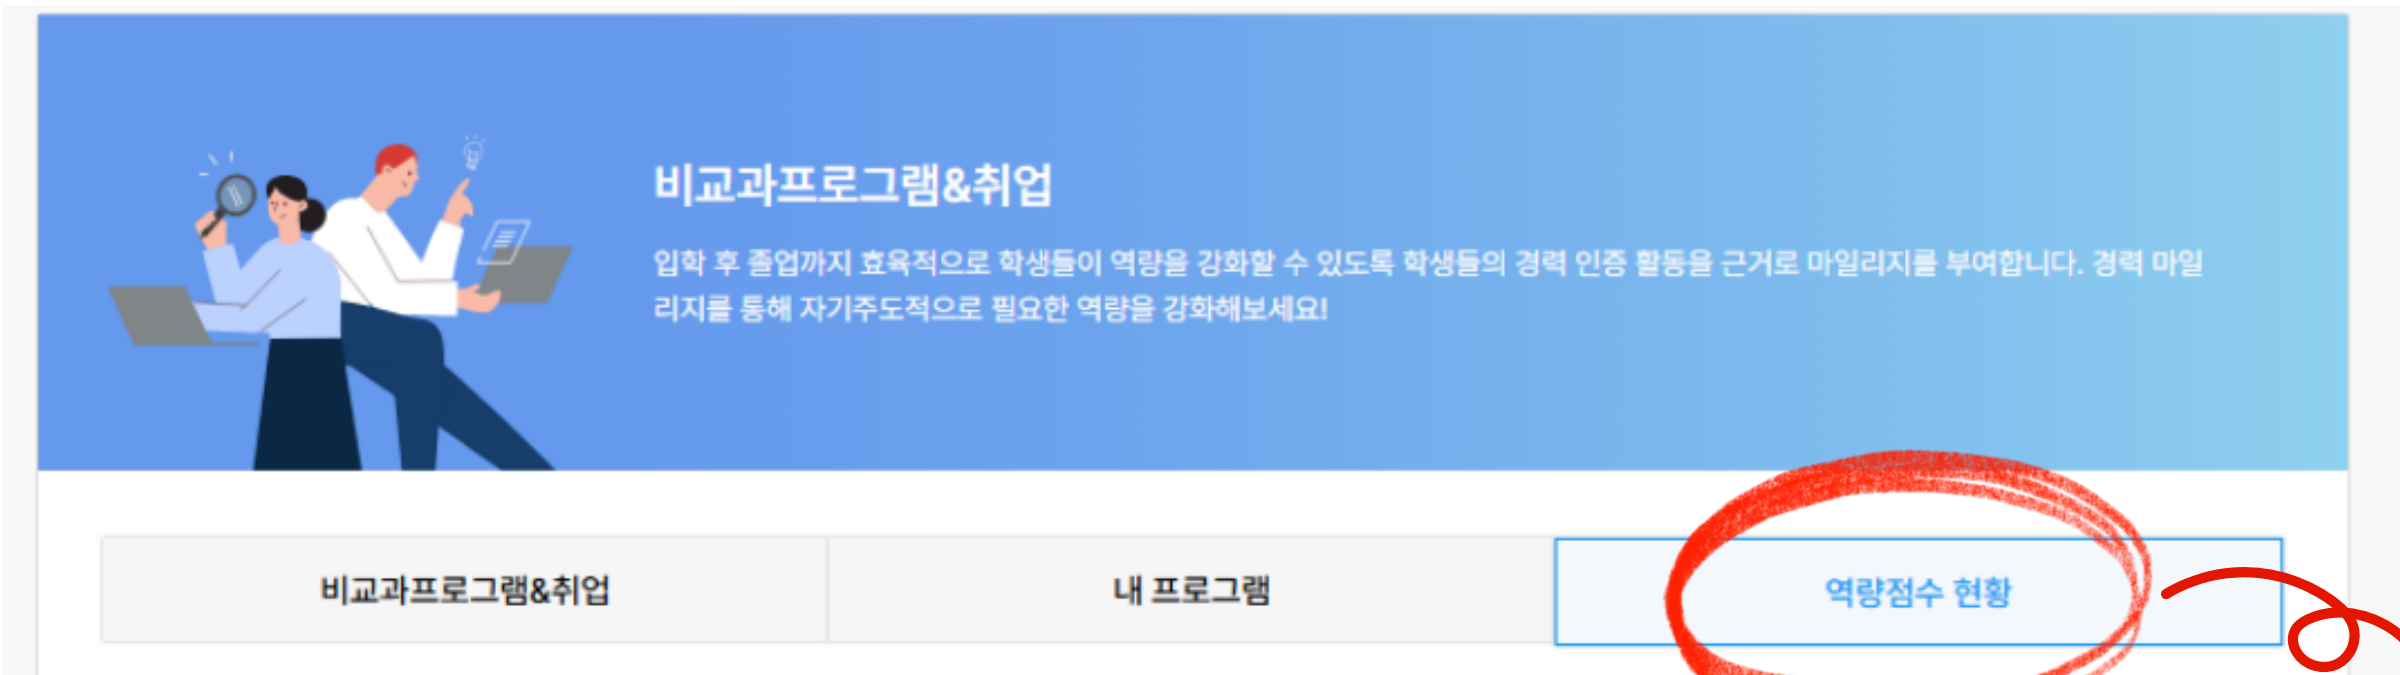 비교과프로그램&취업
입학 후 졸업까지 효율적으로 학생들이 역량을 강화할 수 있도록 학생들의 경력 인증 활동을 근거로 마일리지를 부여합니다. 경력 마일
리지를 통해 자기주도적으로 필요한 역량을 강화해보세요!
비교과프로그램&취업
내 프로그램
역량점수 현황